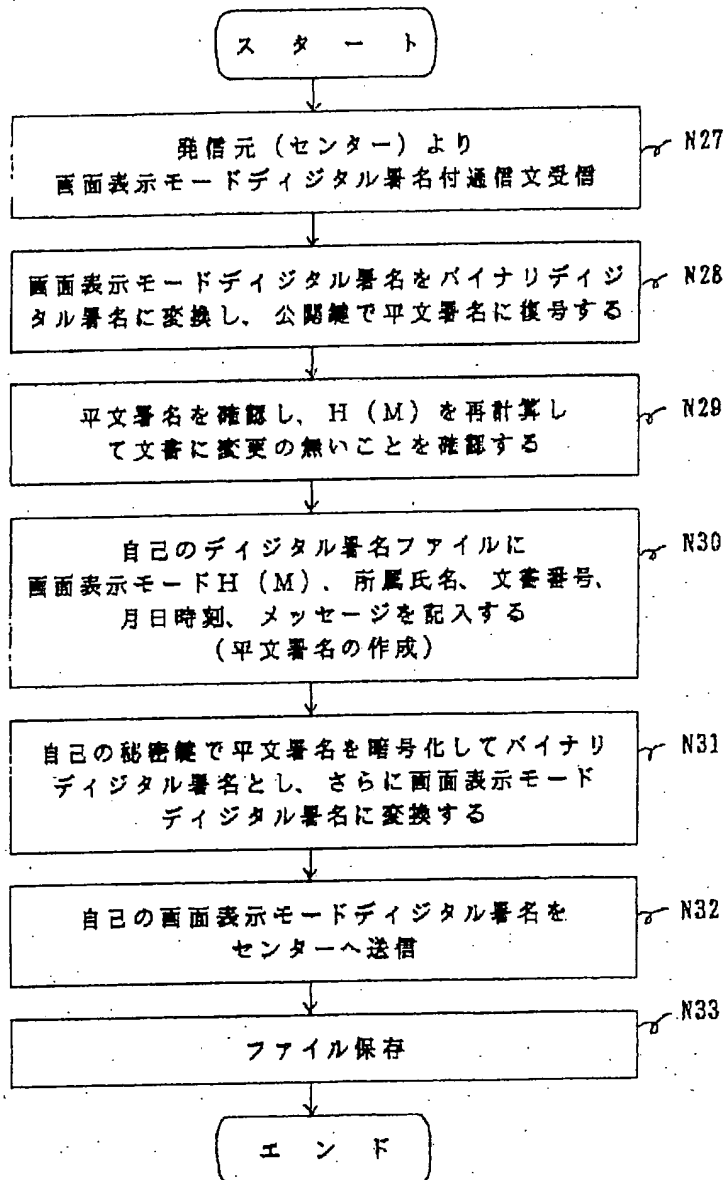 スタート
発信元（センター）より
画面表示モードディジタル署名付通信文受信
N27
画面表示モードディジタル署名をバイナリディジ
タル署名に変換し、公開鍵で平文署名に復号する
N28
平文署名を確認し、H（M）を再計算し
て文書に変更の無いことを確認する
N29
自己のディジタル署名ファイルに
画面表示モードH（M）、所属氏名、文書番号、
月日時刻、メッセージを記入する
（平文署名の作成）
N30
自己の秘密鍵で平文署名を暗号化してバイナリ
ディジタル署名とし、さらに画面表示モード
ディジタル署名に変換する
N31
自己の画面表示モードディジタル署名を
センターへ送信
N32
ファイル保存
N33
エンド